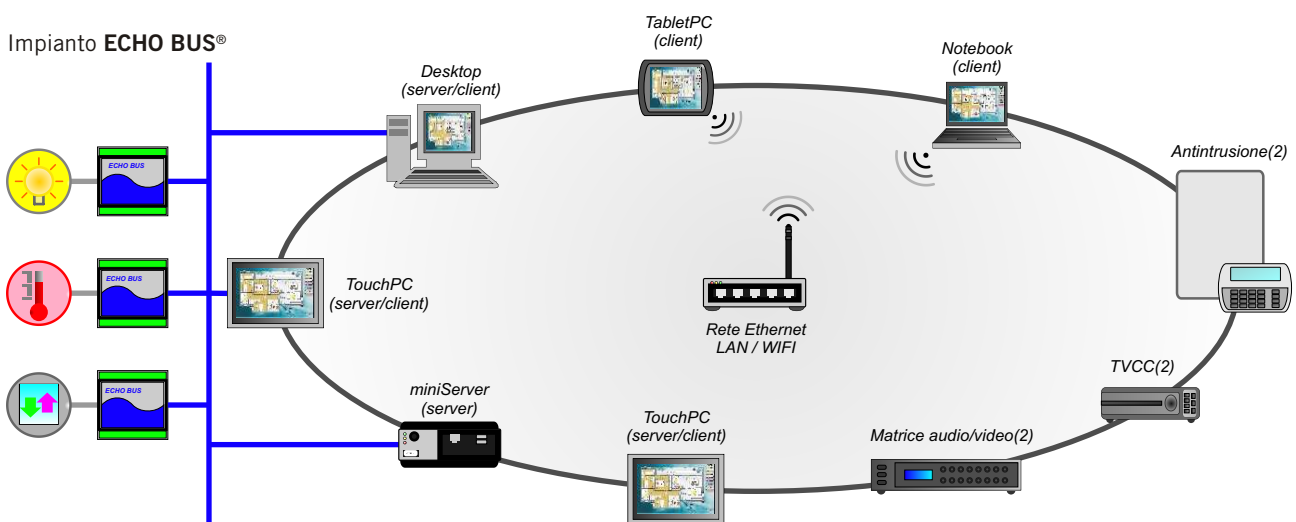 Impianto ECHO BUS®
TabletPC
(client)
Notebook
(client)
Desktop
(server/client)
Antintrusione(2)
ECHO BUS
ECHO BUS
TouchPC
(server/client)
Rete Ethernet
LAN / WIFI
TVCC(2)
ECHO BUS
miniServer
(server)
TouchPC
(server/client)
Matrice audio/video(2)